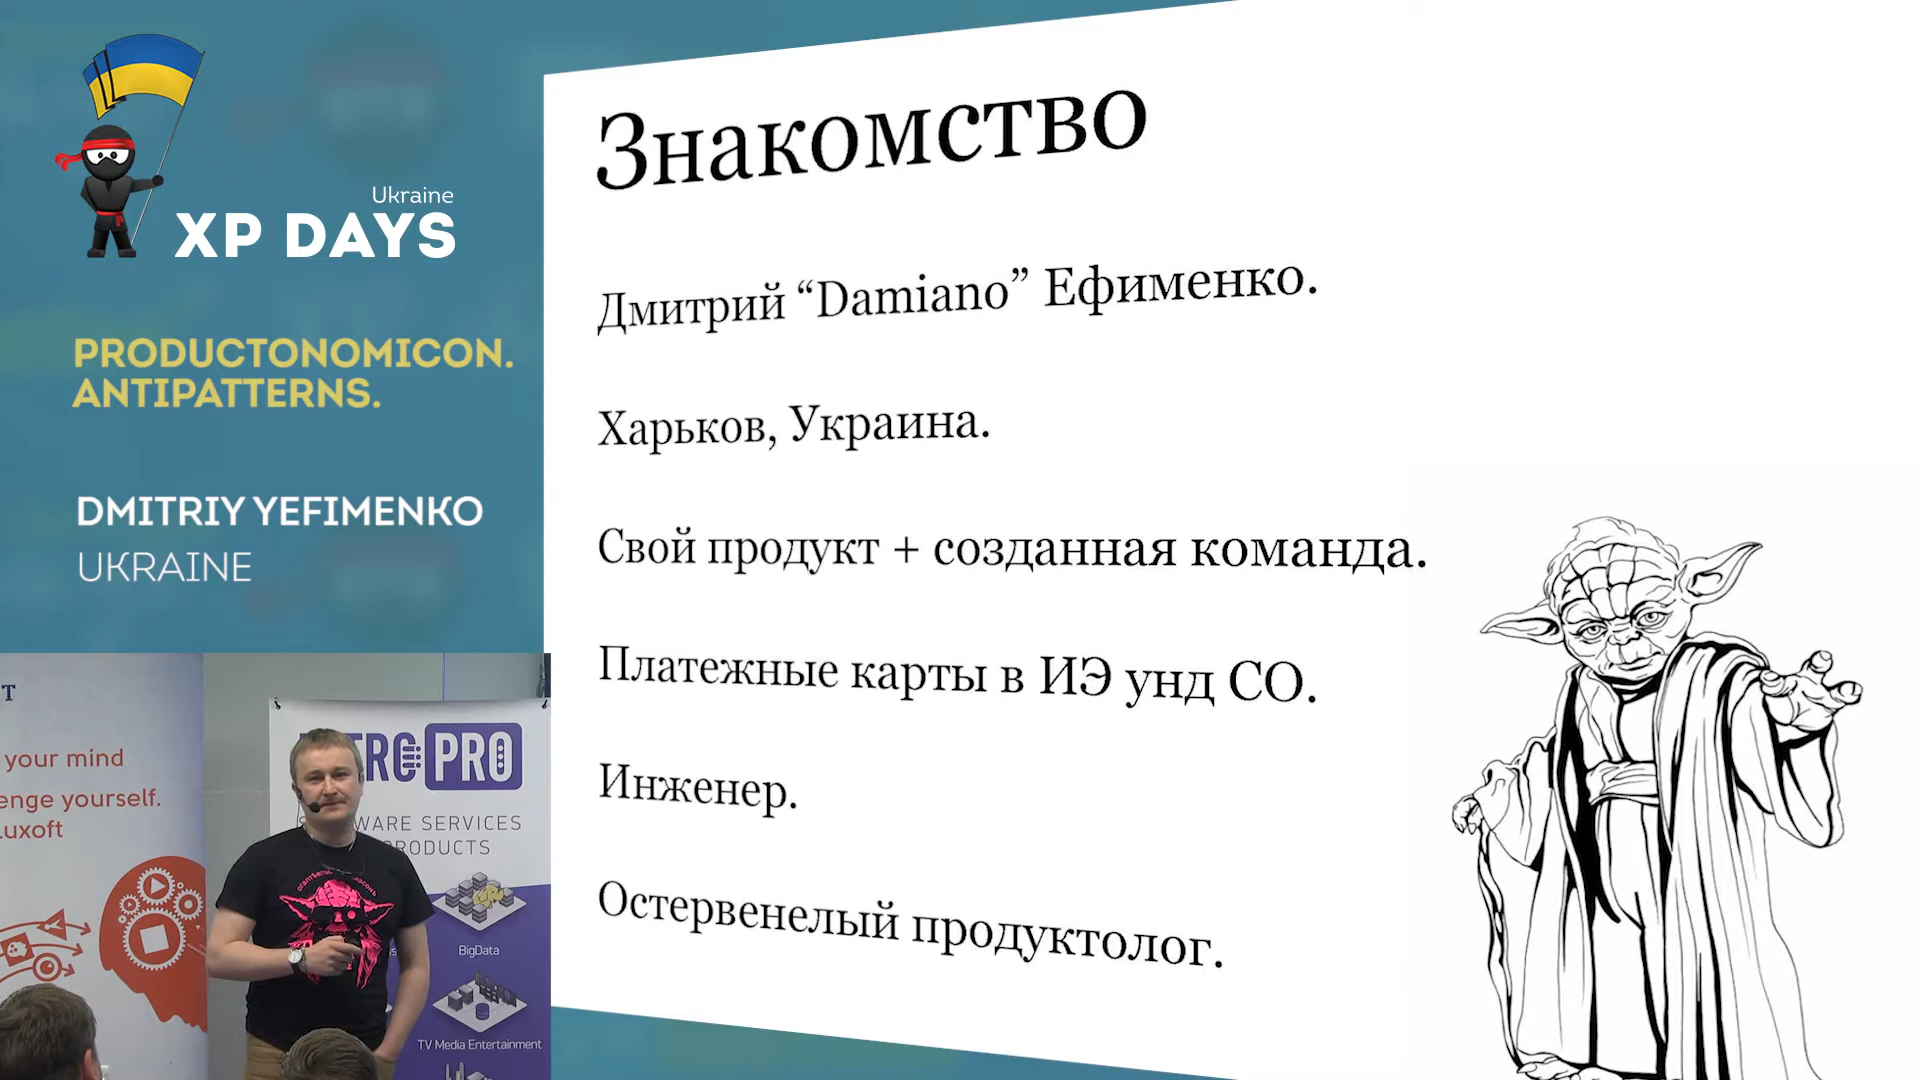 Ukraine
XP DAYS
PRODUCTONOMICON.
ANTIPATTERNS.
DMITRIY YEFIMENKO
UKRAINE
Знакомство
Дмитрий “Damiano” Ефименко.
Харьков, Украина.
Свой продукт + созданная команда.
Платежные карты в ИЭ унд СО.
Инженер.
Остервенелый продуктолог.
your mind
enge yourself.
uxoft
PRO
WARE SERVICES
PRODUCTS
BigData
TV Media Entertainment